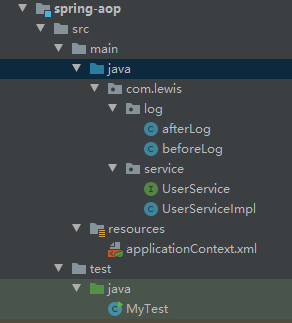 spring-aop
src
main
java
com.lewis
log
afterLog
beforeLog
service
UserService
UserServiceImpl
resources
applicationContext.xml
test
java
MyTest